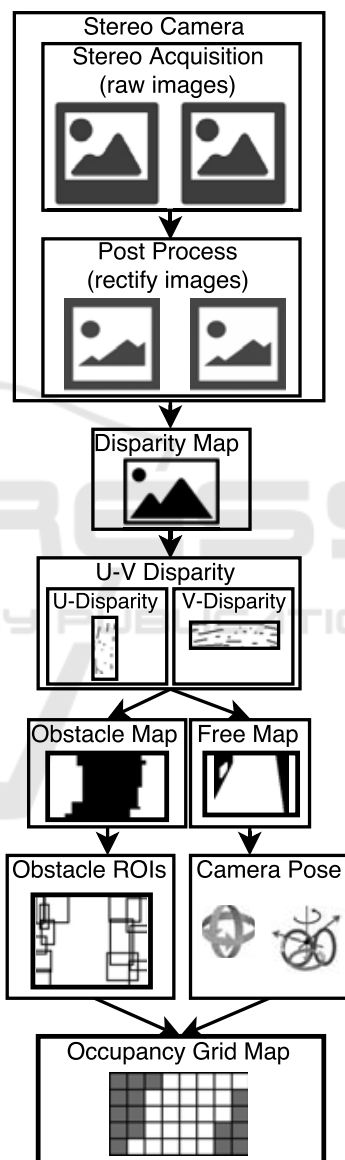 Stereo Camera
Stereo Acquisition
(raw images)
Post Process
(rectify images)
Disparity Map
U-V Disparity
U-Disparity
V-Disparity
Obstacle Map
Free Map
Obstacle ROIs
Camera Pose
Occupancy Grid Map